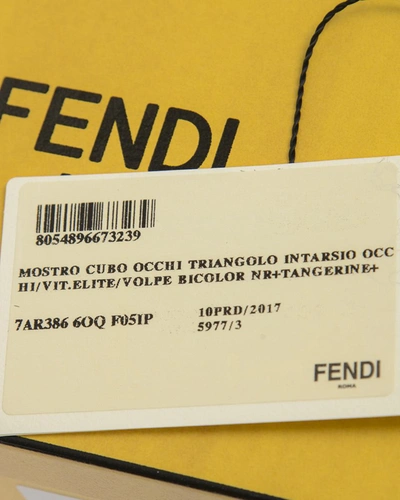 FENDI
8054896673239
MOSTRO CUBO OCCHI TRIANGOLO INTARSIO OCC
HI/VIT.ELITE/VOLPE BICOLOR NR+TANGERINE+
7AR386 6OQ F05IP
10PRD/2017
5977/3
FENDI
ROMA